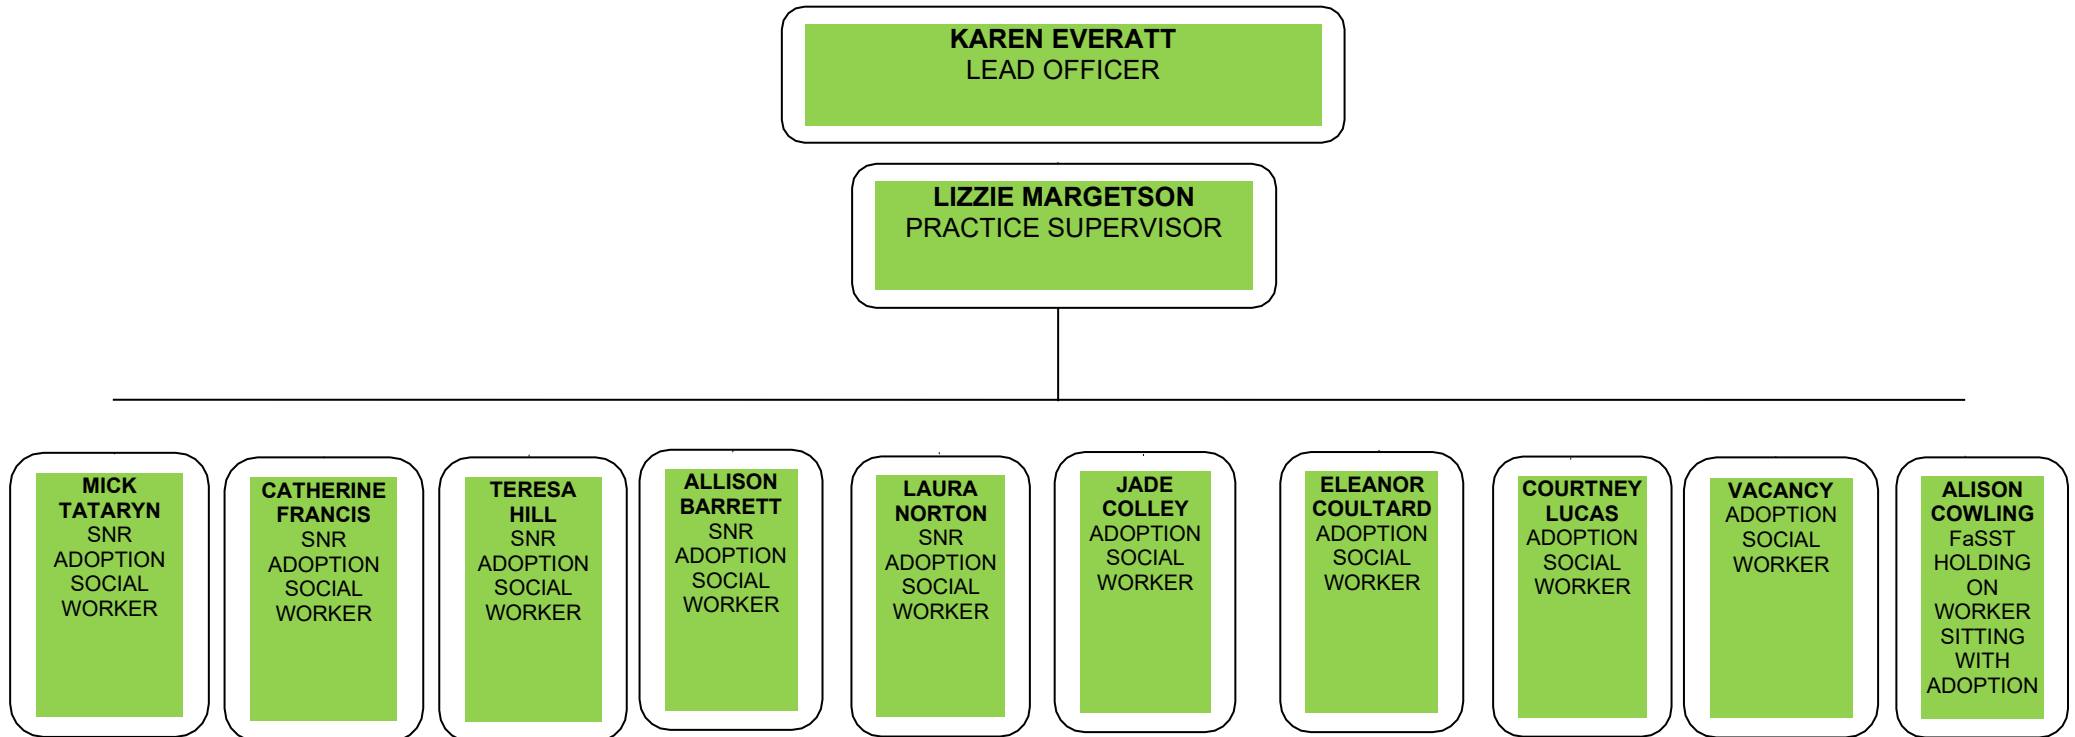 KAREN EVERATT
LEAD OFFICER
LIZZIE MARGETSON
PRACTICE SUPERVISOR
MICK
TATARYN
SNR
ADOPTION
SOCIAL
WORKER
CATHERINE
FRANCIS
SNR
ADOPTION
SOCIAL
WORKER
TERESA
HILL
SNR
ADOPTION
SOCIAL
WORKER
ALLISON
BARRETT
SNR
ADOPTION
SOCIAL
WORKER
LAURA
NORTON
SNR
ADOPTION
SOCIAL
WORKER
JADE
COLLEY
ADOPTION
SOCIAL
WORKER
ELEANOR
COULTARD
ADOPTION
SOCIAL
WORKER
COURTNEY
LUCAS
ADOPTION
SOCIAL
WORKER
VACANCY
ADOPTION
SOCIAL
WORKER
ALISON
COWLING
FaSST
HOLDING
ON
WORKER
SITTING
WITH
ADOPTION